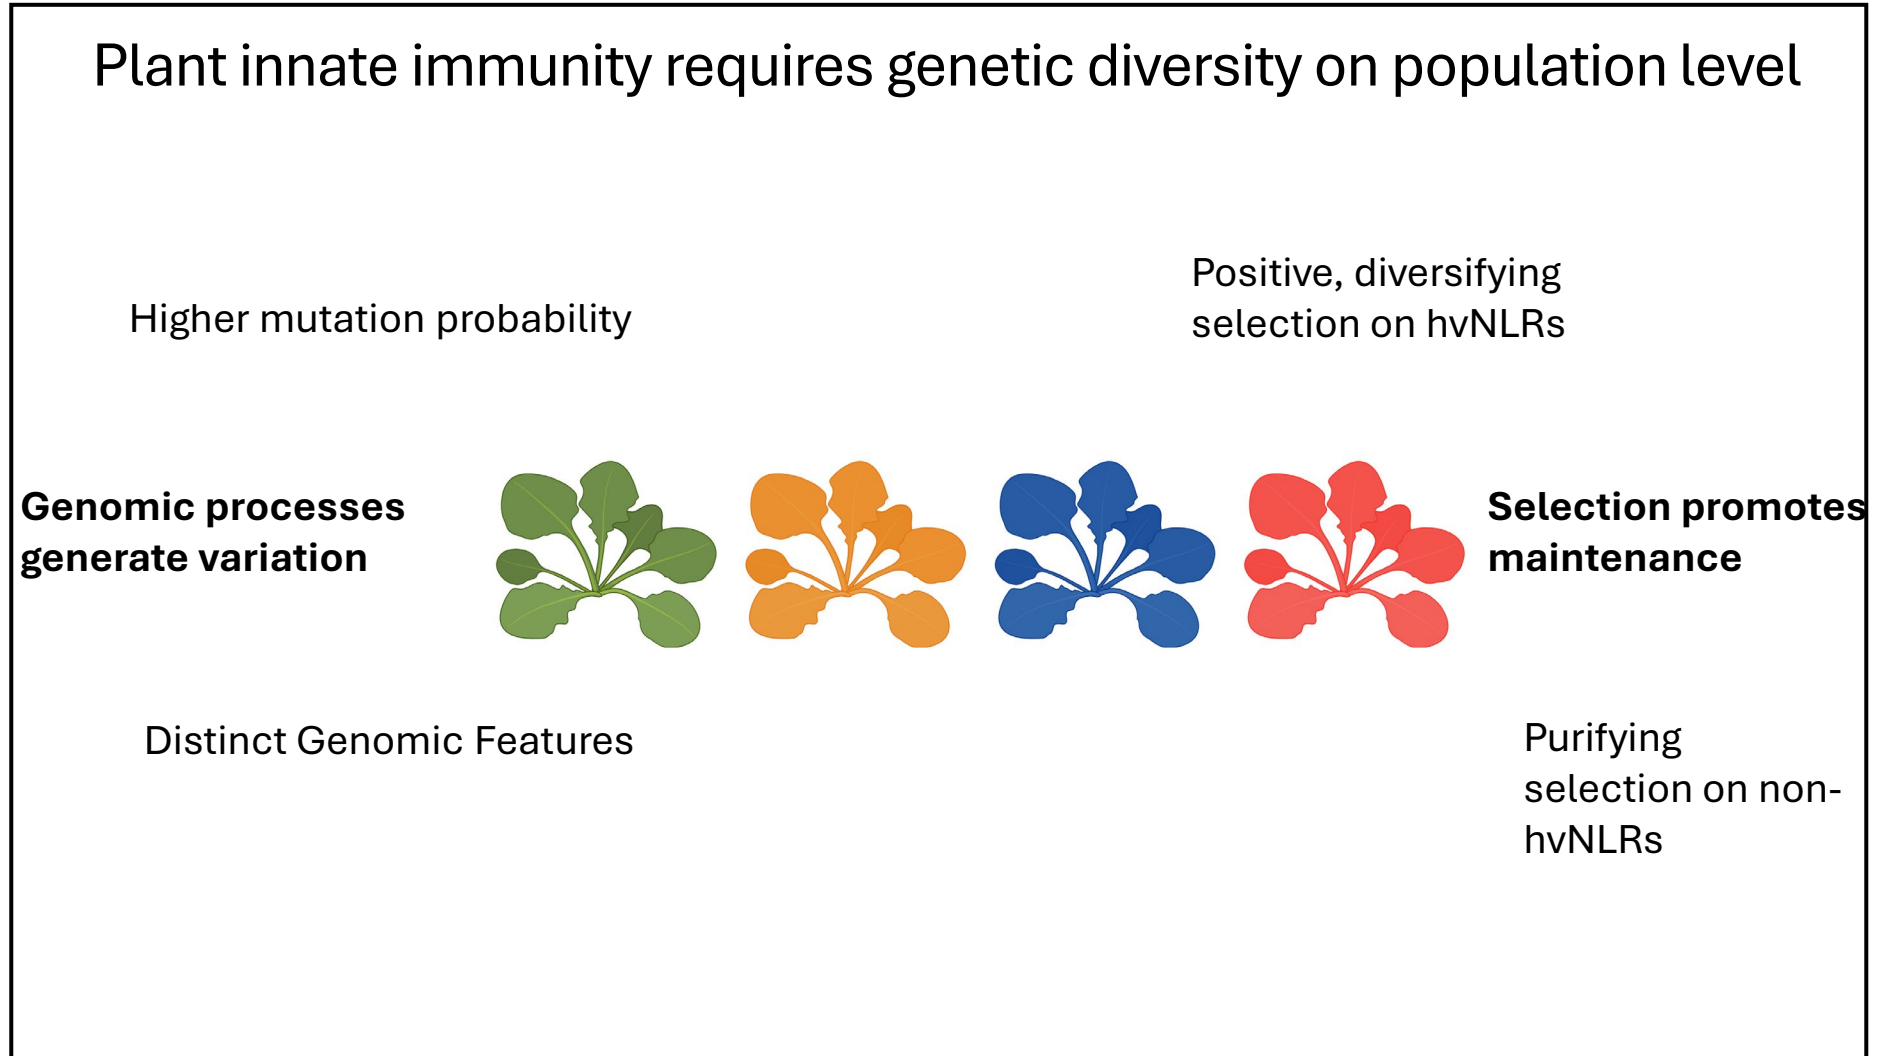 Plant innate immunity requires genetic diversity on population level
Higher mutation probability
Positive, diversifying
selection on hvNLRs
Genomic processes
generate variation
Selection promotes
maintenance
Distinct Genomic Features
Purifying
selection on non-
hvNLRs